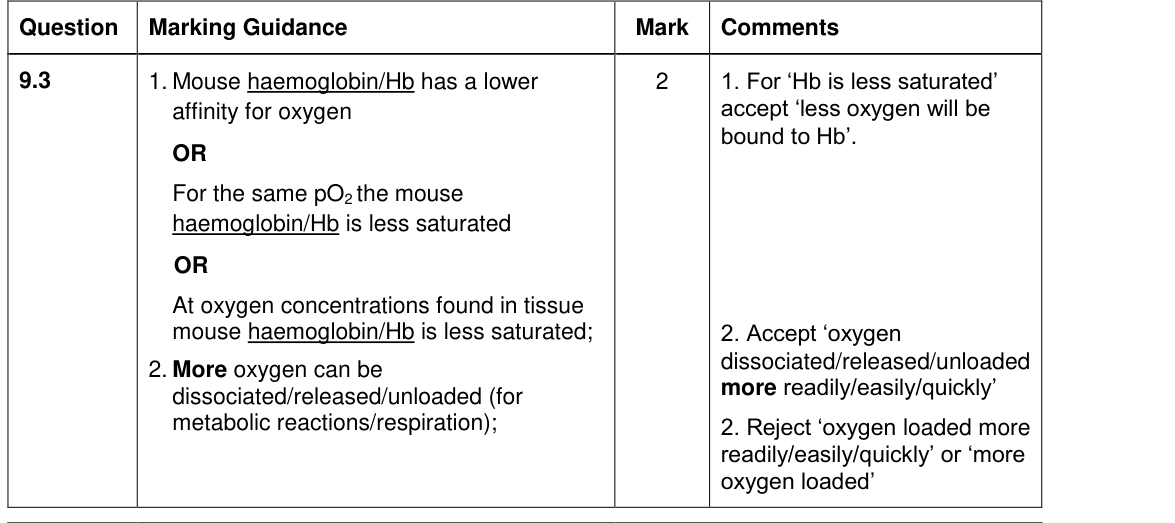 Question Marking Guidance Mark Comments
9.3
1. Mouse haemoglobin/Hb has a lower
affinity for oxygen
OR
For the same pO₂ the mouse
haemoglobin/Hb is less saturated
OR
At oxygen concentrations found in tissue
mouse haemoglobin/Hb is less saturated;
2. More oxygen can be
dissociated/released/unloaded (for
metabolic reactions/respiration);
2
1. For ‘Hb is less saturated’
accept ‘less oxygen will be
bound to Hb’.
2. Accept ‘oxygen
dissociated/released/unloaded
more readily/easily/quickly’
2. Reject ‘oxygen loaded more
readily/easily/quickly’ or ‘more
oxygen loaded’